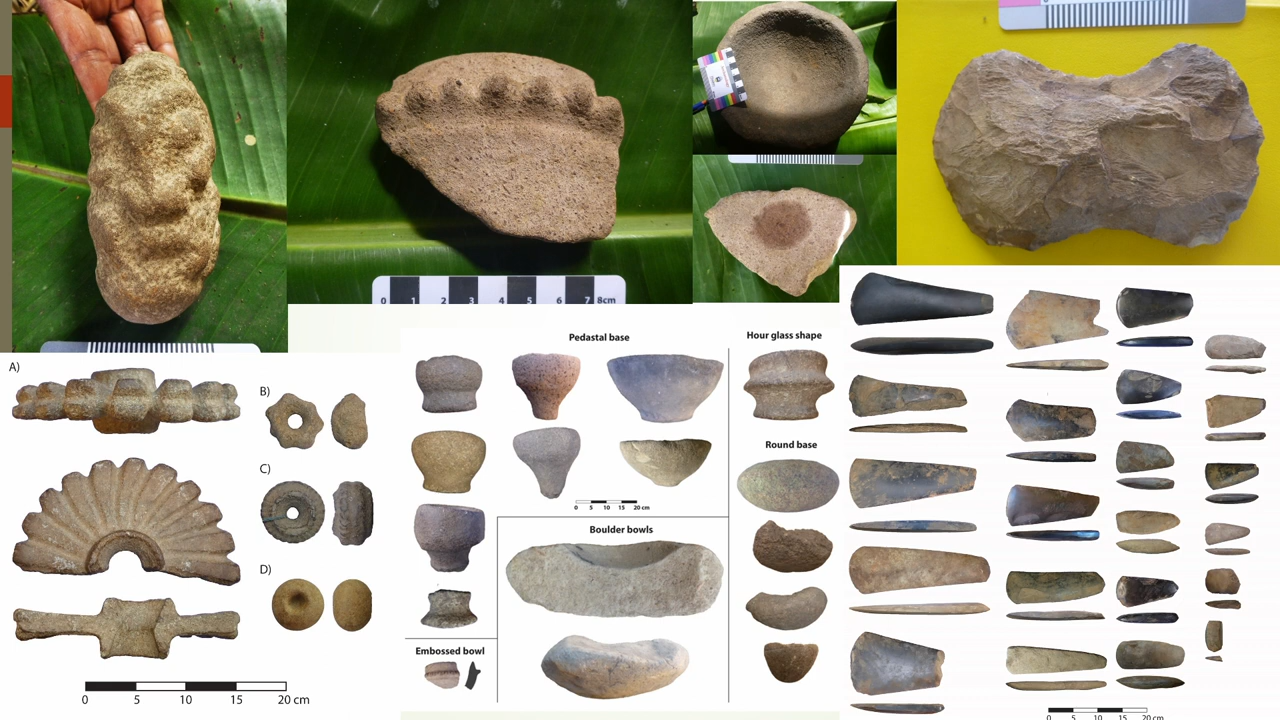 0 1 2 3 4 5 6 7 8cm
A)
B)
C)
D)
0 5 10 15 20 cm
Pedastal base
0 5 10 15 20 cm
Hour glass shape
Round base
Boulder bowls
Embossed bowl
0 5 10 15 20 cm